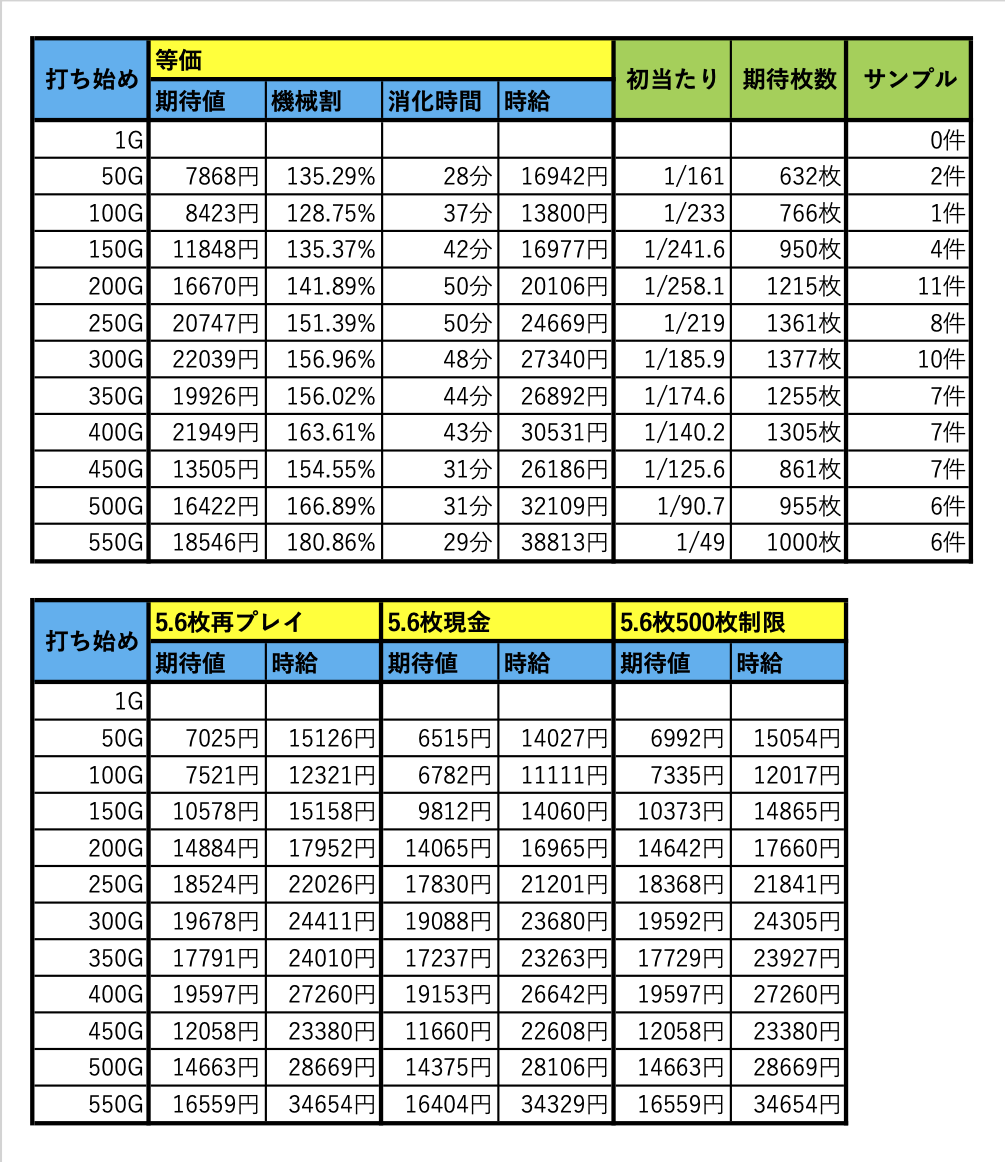 打ち始め 等価 初当たり 期待枚数 サンプル
期待値 機械割 消化時間 時給
1G 0件
50G 7868円 135.29% 28分 16942円 1/161 632枚 2件
100G 8423円 128.75% 37分 13800円 1/233 766枚 1件
150G 11848円 135.37% 42分 16977円 1/241.6 950枚 4件
200G 16670円 141.89% 50分 20106円 1/258.1 1215枚 11件
250G 20747円 151.39% 50分 24669円 1/219 1361枚 8件
300G 22039円 156.96% 48分 27340円 1/185.9 1377枚 10件
350G 19926円 156.02% 44分 26892円 1/174.6 1255枚 7件
400G 21949円 163.61% 43分 30531円 1/140.2 1305枚 7件
450G 13505円 154.55% 31分 26186円 1/125.6 861枚 7件
500G 16422円 166.89% 31分 32109円 1/90.7 955枚 6件
550G 18546円 180.86% 29分 38813円 1/49 1000枚 6件
打ち始め 5.6枚再プレイ 5.6枚現金 5.6枚500枚制限
期待値 時給 期待値 時給 期待値 時給
1G
50G 7025円 15126円 6515円 14027円 6992円 15054円
100G 7521円 12321円 6782円 11111円 7335円 12017円
150G 10578円 15158円 9812円 14060円 10373円 14865円
200G 14884円 17952円 14065円 16965円 14642円 17660円
250G 18524円 22026円 17830円 21201円 18368円 21841円
300G 19678円 24411円 19088円 23680円 19592円 24305円
350G 17791円 24010円 17237円 23263円 17729円 23927円
400G 19597円 27260円 19153円 26642円 19597円 27260円
450G 12058円 23380円 11660円 22608円 12058円 23380円
500G 14663円 28669円 14375円 28106円 14663円 28669円
550G 16559円 34654円 16404円 34329円 16559円 34654円